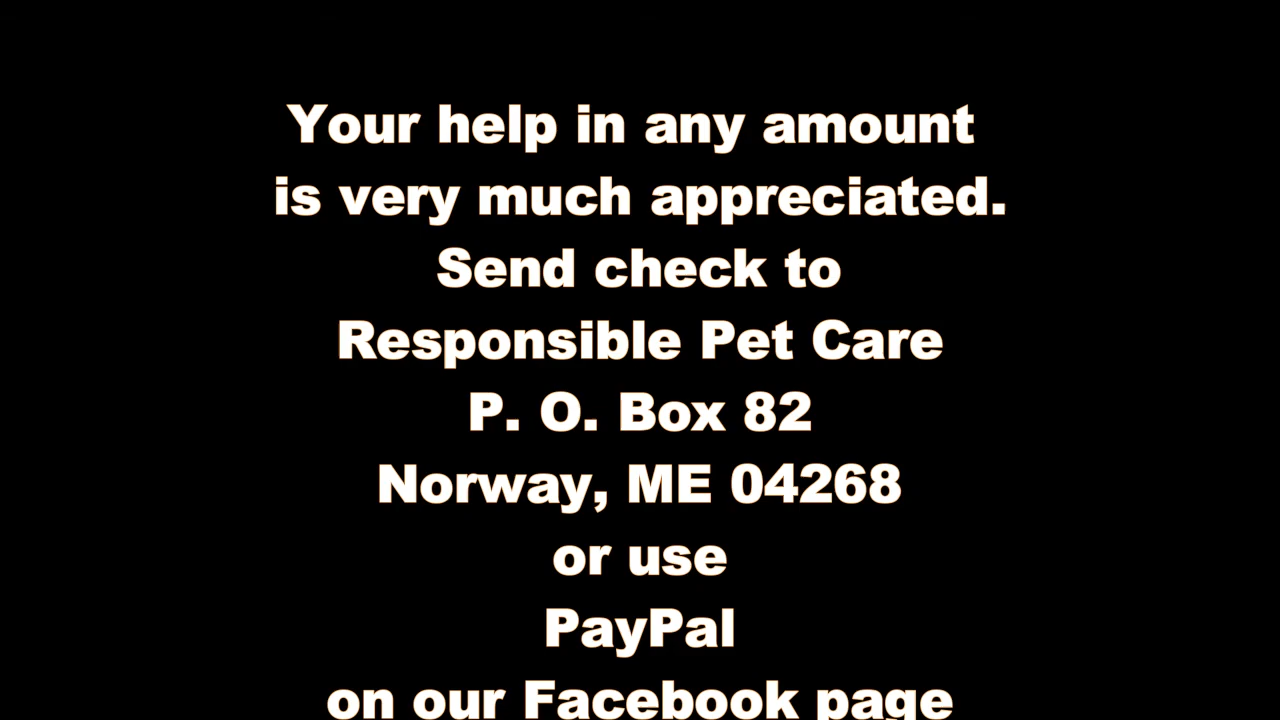 Your help in any amount
is very much appreciated.
Send check to
Responsible Pet Care
P. O. Box 82
Norway, ME 04268
or use
PayPal
on our Facebook page